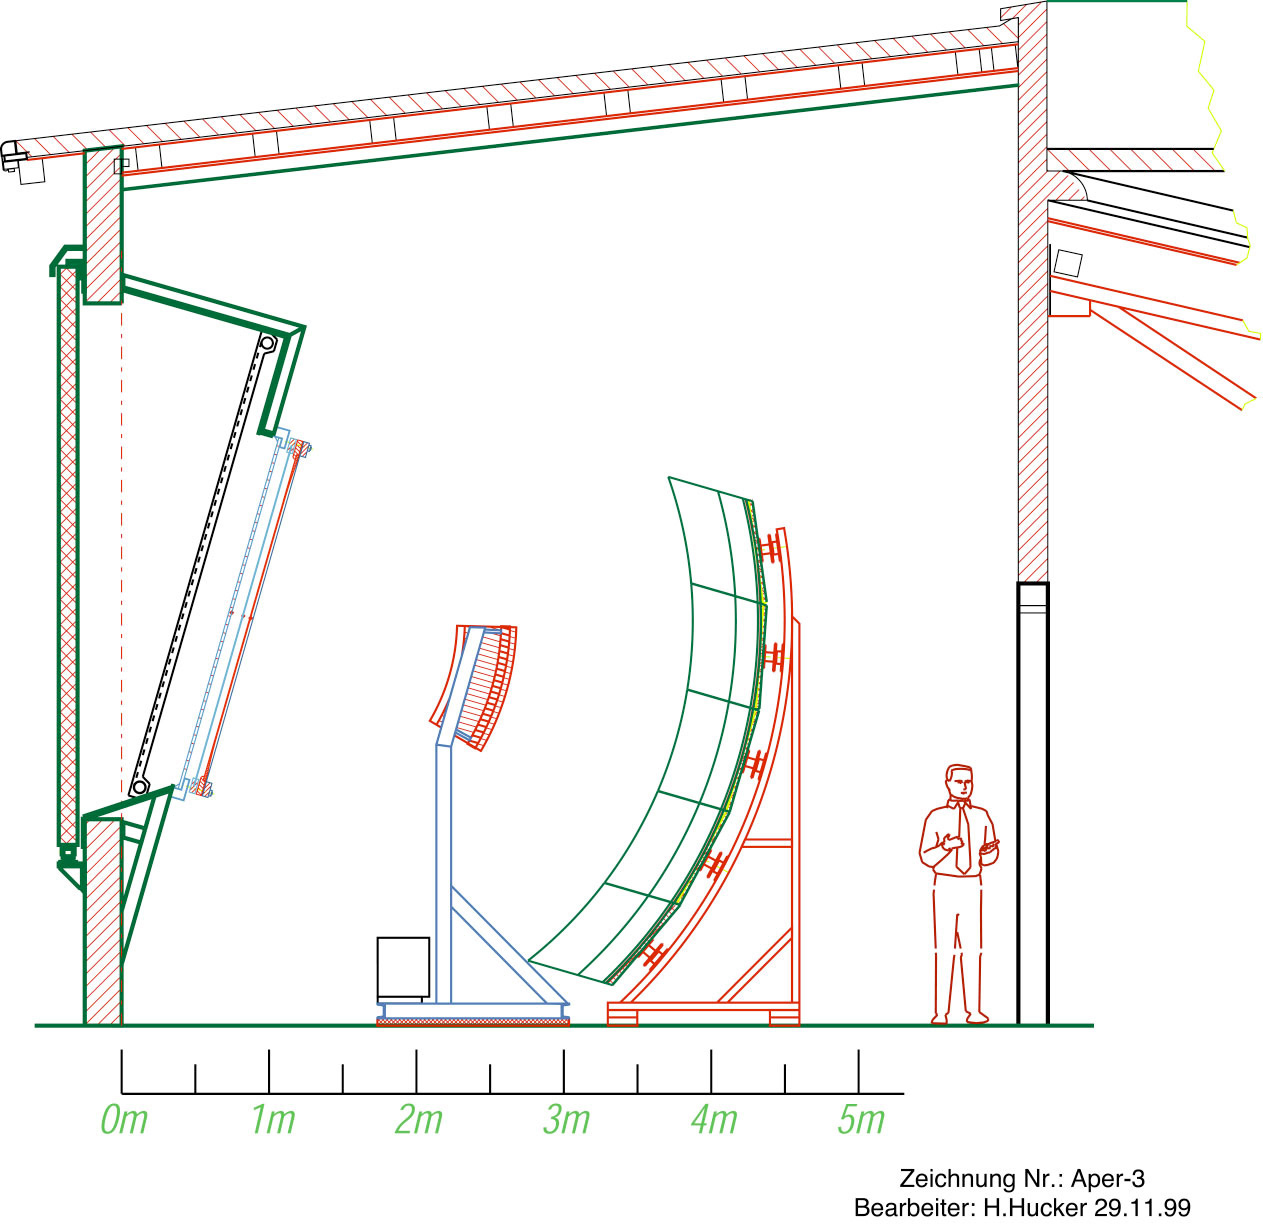 0m 1m 2m 3m 4m 5m
Zeichnung Nr.: Aper-3
Bearbeiter: H.Hucker 29.11.99